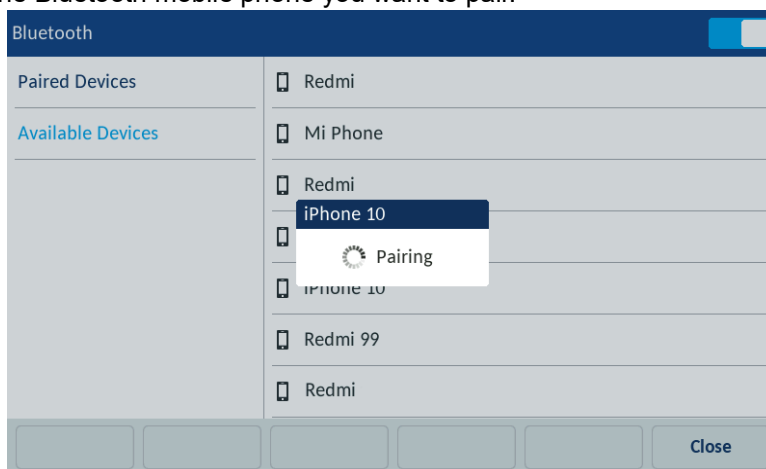 Bluetooth mobile phone you want to pair.
Bluetooth
Paired Devices
Available Devices
Redmi
Mi Phone
Redmi
iPhone 10
Pairing
iPhone 10
Redmi 99
Redmi
Close